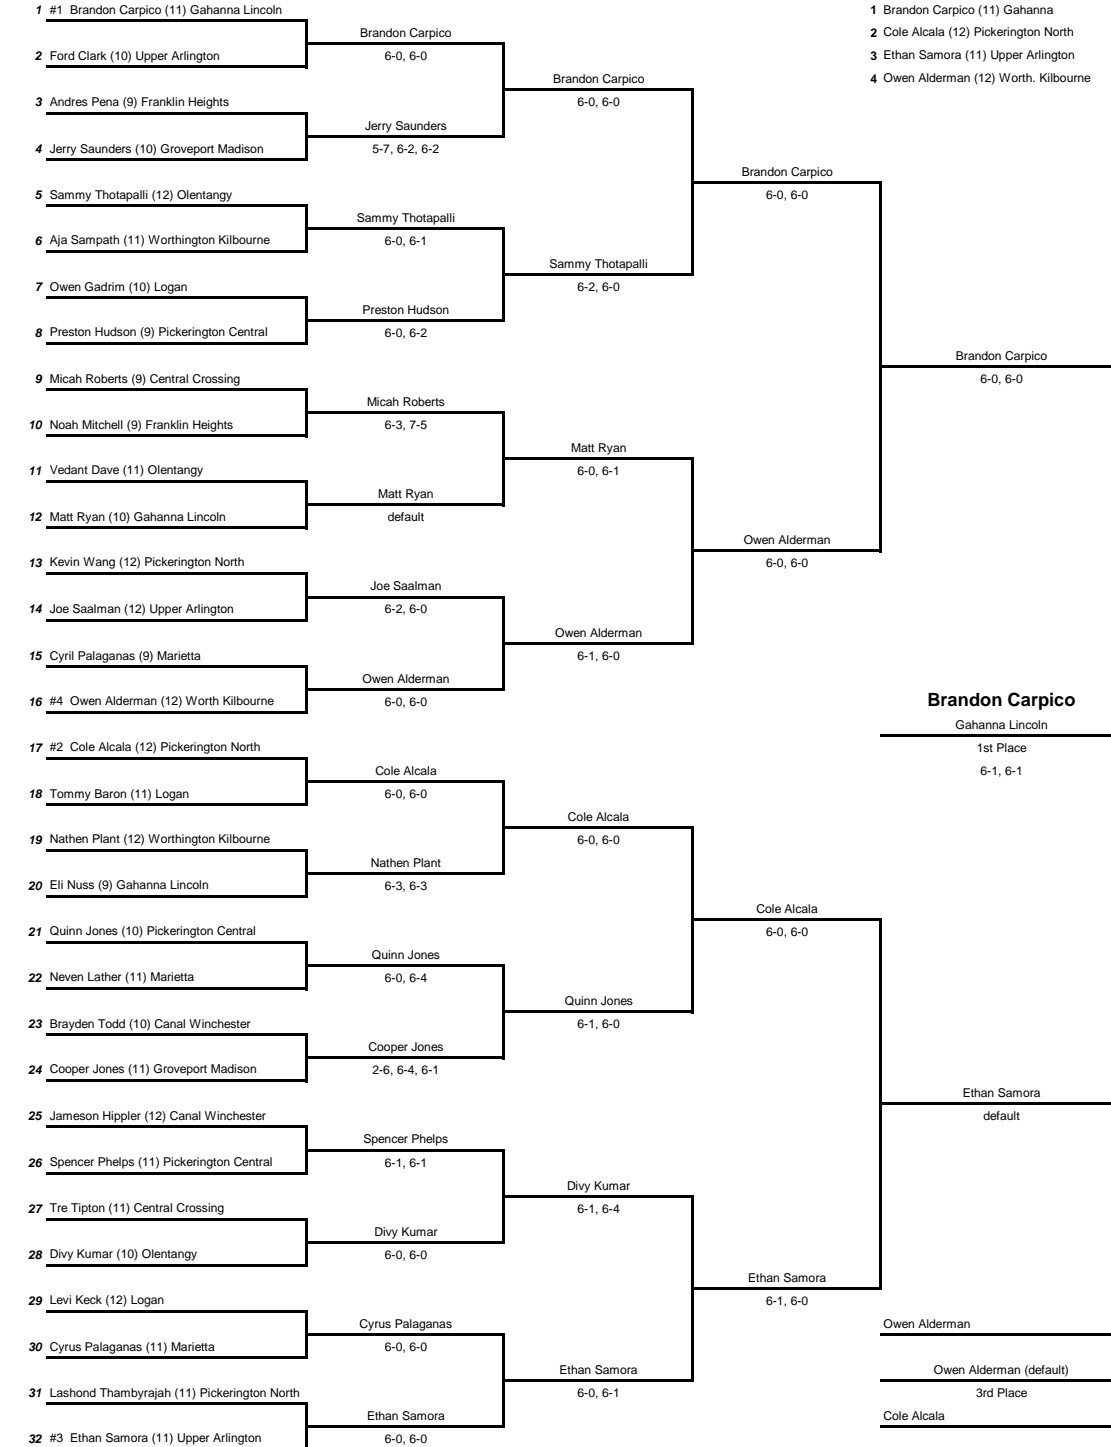 1 #1 Brandon Carpico (11) Gahanna Lincoln
2 Ford Clark (10) Upper Arlington
3 Andres Pena (9) Franklin Heights
4 Jerry Saunders (10) Groveport Madison
5 Sammy Thotapalli (12) Olentangy
6 Aja Sampath (11) Worthington Kilbourne
7 Owen Gadrim (10) Logan
8 Preston Hudson (9) Pickerington Central
9 Micah Roberts (9) Central Crossing
10 Noah Mitchell (9) Franklin Heights
11 Vedant Dave (11) Olentangy
12 Matt Ryan (10) Gahanna Lincoln
13 Kevin Wang (12) Pickerington North
14 Joe Saalman (12) Upper Arlington
15 Cyril Palaganas (9) Marietta
16 #4 Owen Alderman (12) Worth Kilbourne
17 #2 Cole Alcala (12) Pickerington North
18 Tommy Baron (11) Logan
19 Nathen Plant (12) Worthington Kilbourne
20 Eli Nuss (9) Gahanna Lincoln
21 Quinn Jones (10) Pickerington Central
22 Neven Lather (11) Marietta
23 Brayden Todd (10) Canal Winchester
24 Cooper Jones (11) Groveport Madison
25 Jameson Hippler (12) Canal Winchester
26 Spencer Phelps (11) Pickerington Central
27 Tre Tipton (11) Central Crossing
28 Divy Kumar (10) Olentangy
29 Levi Keck (12) Logan
30 Cyrus Palaganas (11) Marietta
31 Lashond Thambyrajah (11) Pickerington North
32 #3 Ethan Samora (11) Upper Arlington
Brandon Carpico
6-0, 6-0
Jerry Saunders
5-7, 6-2, 6-2
Sammy Thotapalli
6-0, 6-1
Preston Hudson
6-0, 6-2
Micah Roberts
6-3, 7-5
Matt Ryan
default
Joe Saalman
6-2, 6-0
Owen Alderman
6-0, 6-0
Cole Alcala
6-0, 6-0
Nathen Plant
6-3, 6-3
Quinn Jones
6-0, 6-4
Cooper Jones
2-6, 6-4, 6-1
Spencer Phelps
6-1, 6-1
Divy Kumar
6-0, 6-0
Cyrus Palaganas
6-0, 6-0
Ethan Samora
6-0, 6-0
Brandon Carpico
6-0, 6-0
Sammy Thotapalli
6-2, 6-0
Matt Ryan
6-0, 6-1
Owen Alderman
6-1, 6-0
Cole Alcala
6-0, 6-0
Quinn Jones
6-1, 6-0
Divy Kumar
6-1, 6-4
Ethan Samora
6-0, 6-1
Brandon Carpico
6-0, 6-0
Owen Alderman
6-0, 6-0
Cole Alcala
6-0, 6-0
Ethan Samora
6-1, 6-0
1 Brandon Carpico (11) Gahanna
2 Cole Alcala (12) Pickerington North
3 Ethan Samora (11) Upper Arlington
4 Owen Alderman (12) Worth. Kilbourne
Brandon Carpico
6-0, 6-0
Brandon Carpico
Gahanna Lincoln
1st Place
6-1, 6-1
Ethan Samora
default
Owen Alderman
Owen Alderman (default)
3rd Place
Cole Alcala